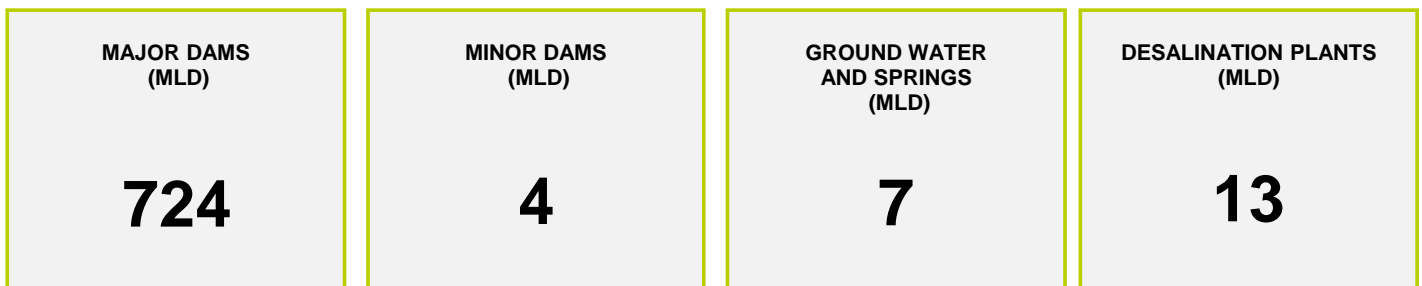 MAJOR DAMS
(MLD)
724
MINOR DAMS
(MLD)
4
GROUND WATER
AND SPRINGS
(MLD)
7
DESALINATION PLANTS
(MLD)
13